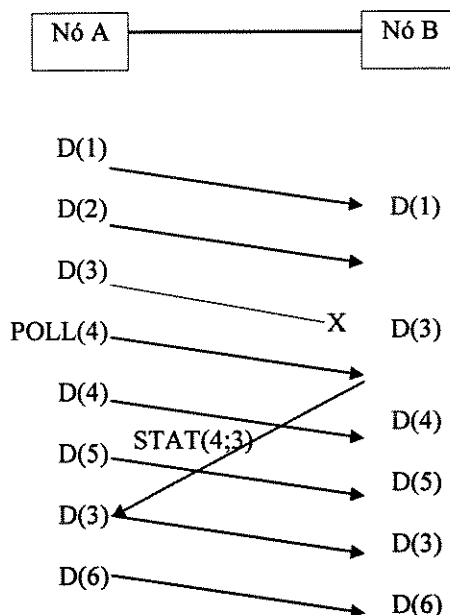 Nó A Nó B
D(1)
D(1)
D(2)
D(3)
X D(3)
POLL(4)
D(4)
D(4)
STAT(4;3)
D(5)
D(5)
D(3)
D(3)
D(6)
D(6)